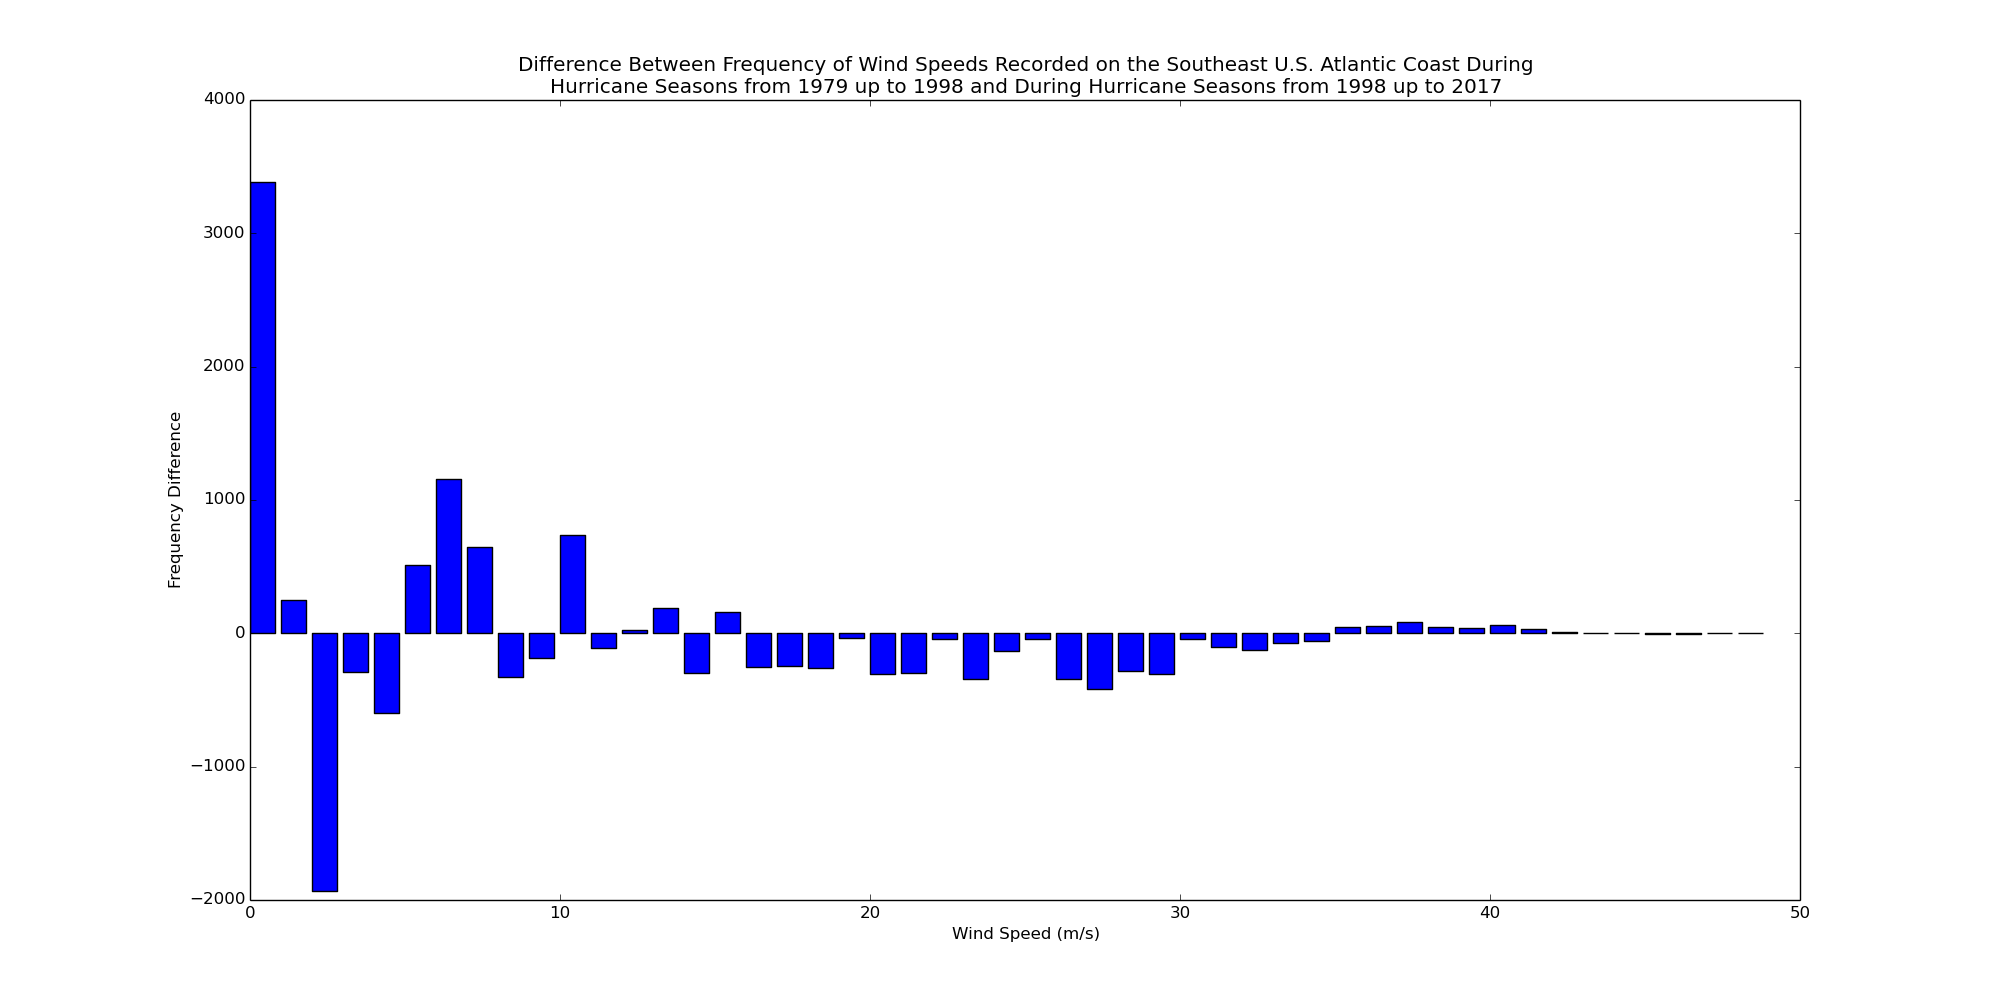 Difference Between Frequency of Wind Speeds Recorded on the Southeast U.S. Atlantic Coast During
Hurricane Seasons from 1979 up to 1998 and During Hurricane Seasons from 1998 up to 2017
4000
3000
2000
1000
0
−1000
−2000
Frequency Difference
0 10 20 30 40 50
Wind Speed (m/s)